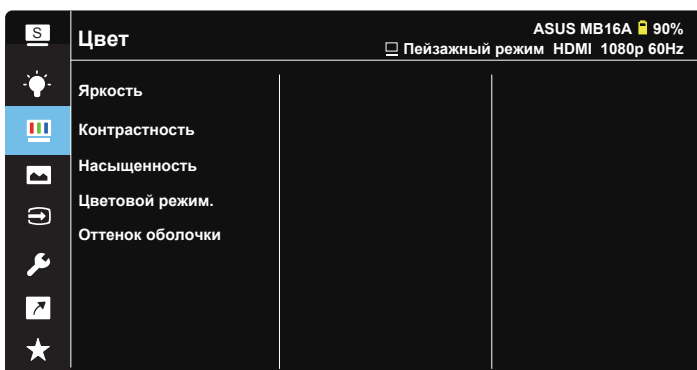 S
Цвет
ASUS MB16A 90%
Пейзажный режим HDMI 1080p 60Hz
Яркость
Контрастность
Насыщенность
Цветовой режим.
Оттенок оболочки